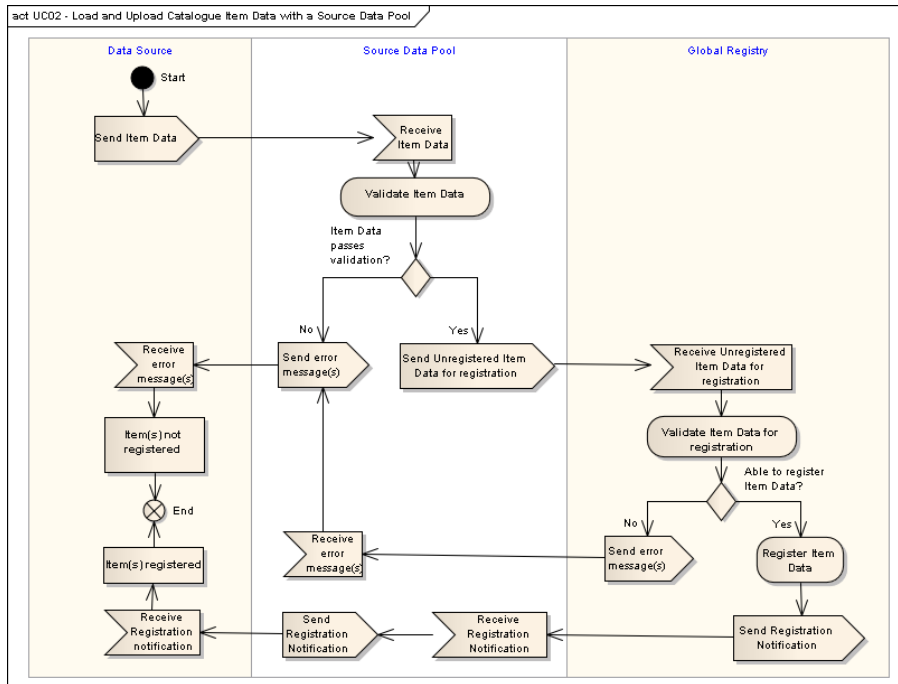 act UC02 - Load and Upload Catalogue Item Data with a Source Data Pool
Data Source
Source Data Pool
Global Registry
Start
Send Item Data
Receive
Item Data
Validate Item Data
Item Data
passes
validation?
No
Yes
Receive
error
message(s)
Send error
message(s)
Send Unregistered Item
Data for registration
Receive Unregistered
Item Data for
registration
Item(s) not
registered
Validate Item Data for
registration
Able to register
Item Data?
End
No
Yes
Item(s) registered
Receive
error
message(s)
Send error
message(s)
Register Item
Data
Receive
Registration
notification
Send
Registration
Notification
Receive
Registration
Notification
Send Registration
Notification